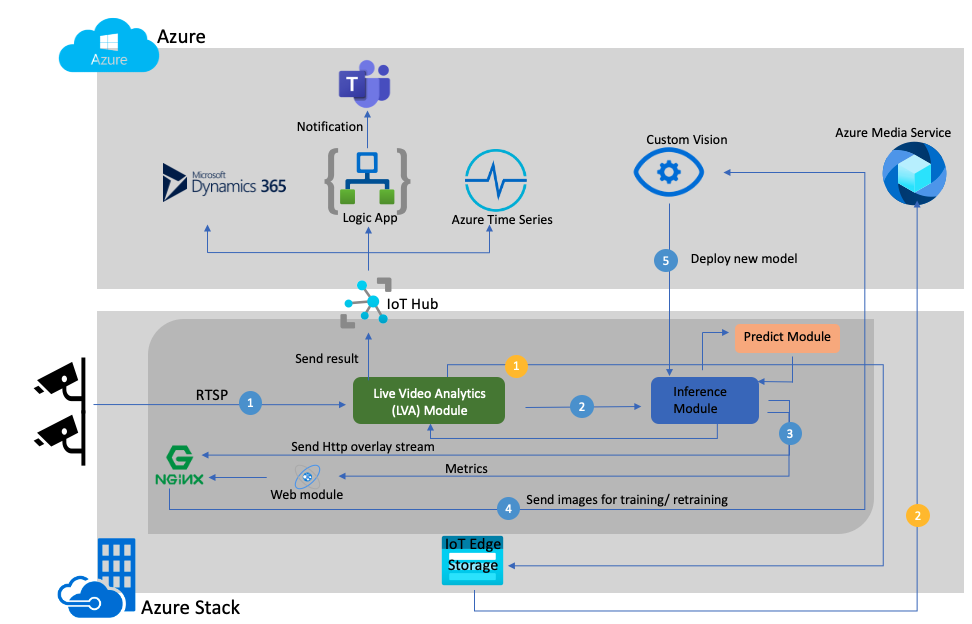 Azure
Azure
T
Notification
Microsoft
Dynamics 365
Logic App
Azure Time Series
Custom Vision
Azure Media Service
5
Deploy new model
IoT Hub
Send result
1
Predict Module
RTSP
1
Live Video Analytics
(LVA) Module
2
Inference
Module
3
Send Http overlay stream
NGINX
Metrics
Web module
4
Send images for training/ retraining
2
IoT Edge
Storage
Azure Stack